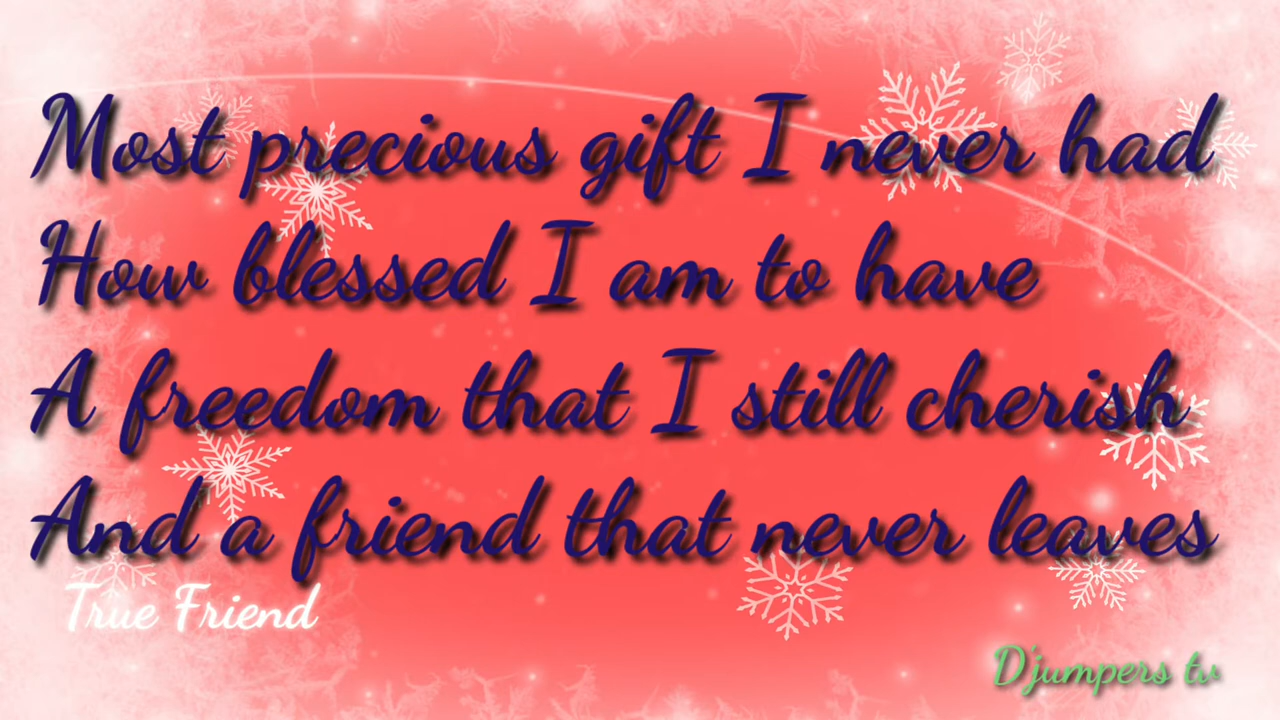 Most precious gift I never had
How blessed I am to have
A freedom that I still cherish
And a friend that never leaves
True Friend
D'jumpers tv